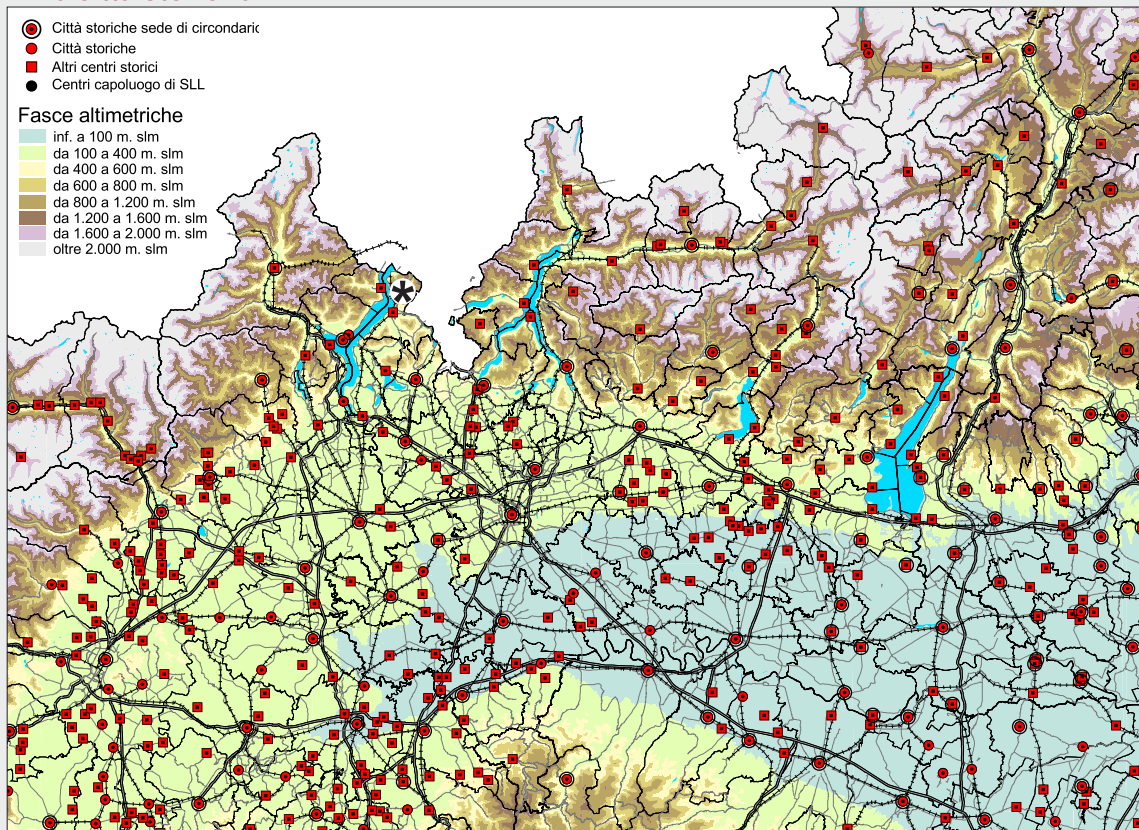 Città storiche sede di circondaric
Città storiche
Altri centri storici
Centri capoluogo di SLL
Fasce altimetriche
inf. a 100 m. slm
da 100 a 400 m. slm
da 400 a 600 m. slm
da 600 a 800 m. slm
da 800 a 1.200 m. slm
da 1.200 a 1.600 m. slm
da 1.600 a 2.000 m. slm
oltre 2.000 m. slm
*